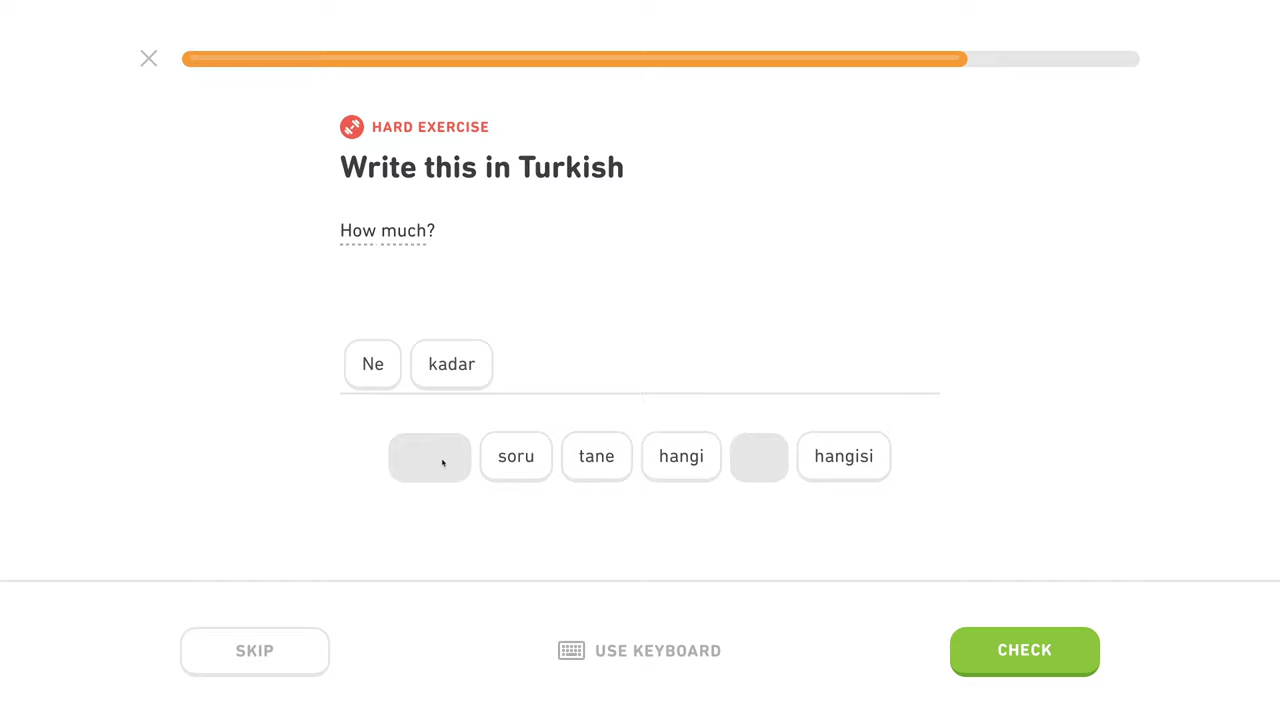 HARD EXERCISE
Write this in Turkish
How much?
Ne kadar
soru tane hangi hangisi
SKIP USE KEYBOARD CHECK